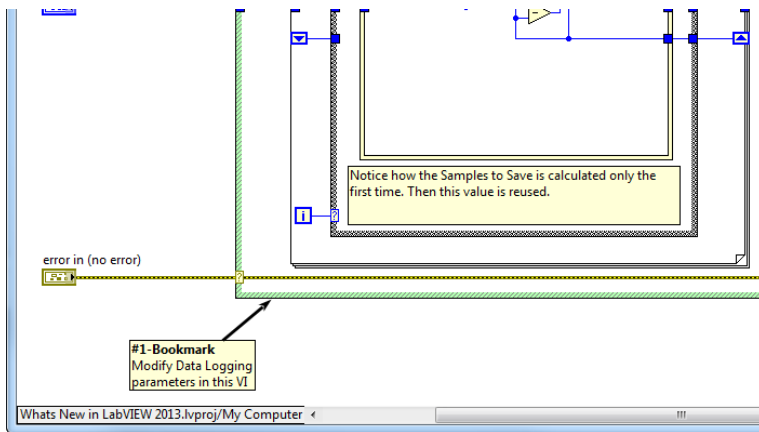 Notice how the Samples to Save is calculated only the
first time. Then this value is reused.
i
?
error in (no error)
?
#1-Bookmark
Modify Data Logging
parameters in this VI
Whats New in LabVIEW 2013.lvproj/My Computer